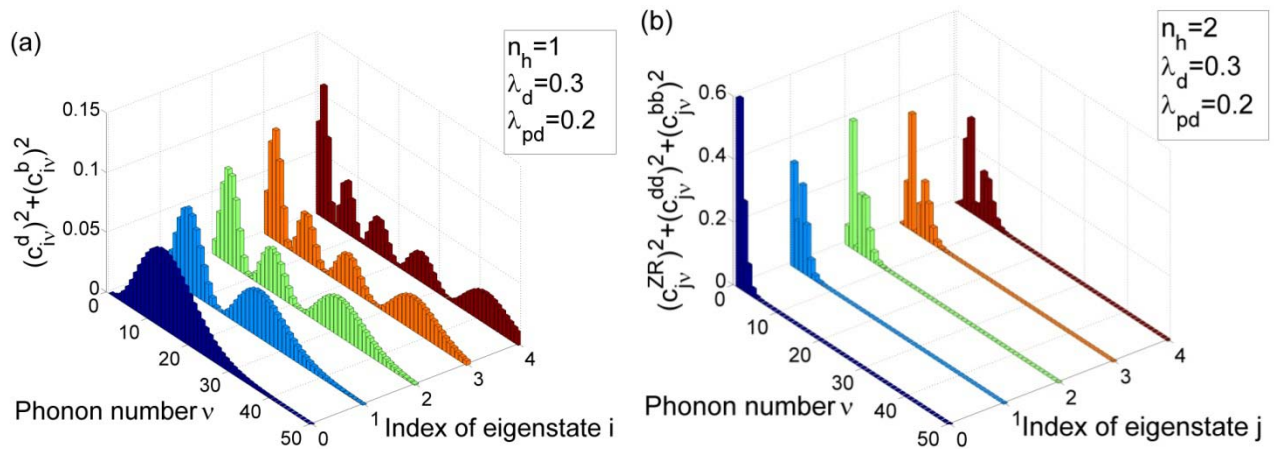 (a)
n_h=1
λ_d=0.3
λ_pd=0.2
(c^d_iν)^2+(c^b_iν)^2
0.15
0.1
0.05
0
0
10
20
30
40
50
Phonon number ν
0
1
2
3
4
Index of eigenstate i
(b)
n_h=2
λ_d=0.3
λ_pd=0.2
(c^ZR_jν)^2+(c^dd_jν)^2+(c^bb_jν)^2
0.6
0.4
0.2
0
0
10
20
30
40
50
Phonon number ν
0
1
2
3
4
Index of eigenstate j